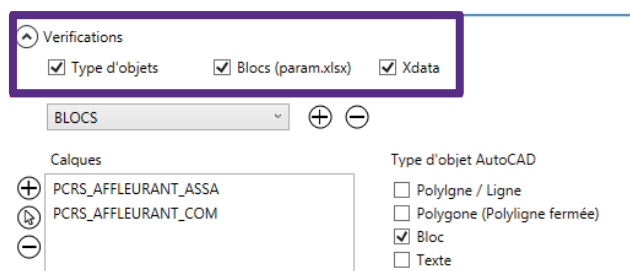 Verifications
Type d'objets Blocs (param.xlsx) Xdata
BLOCS
Calques Type d'objet AutoCAD
PCRS_AFFLEURANT_ASSA Polylgne / Ligne
PCRS_AFFLEURANT_COM Polygone (Polyligne fermée)
Bloc
Texte